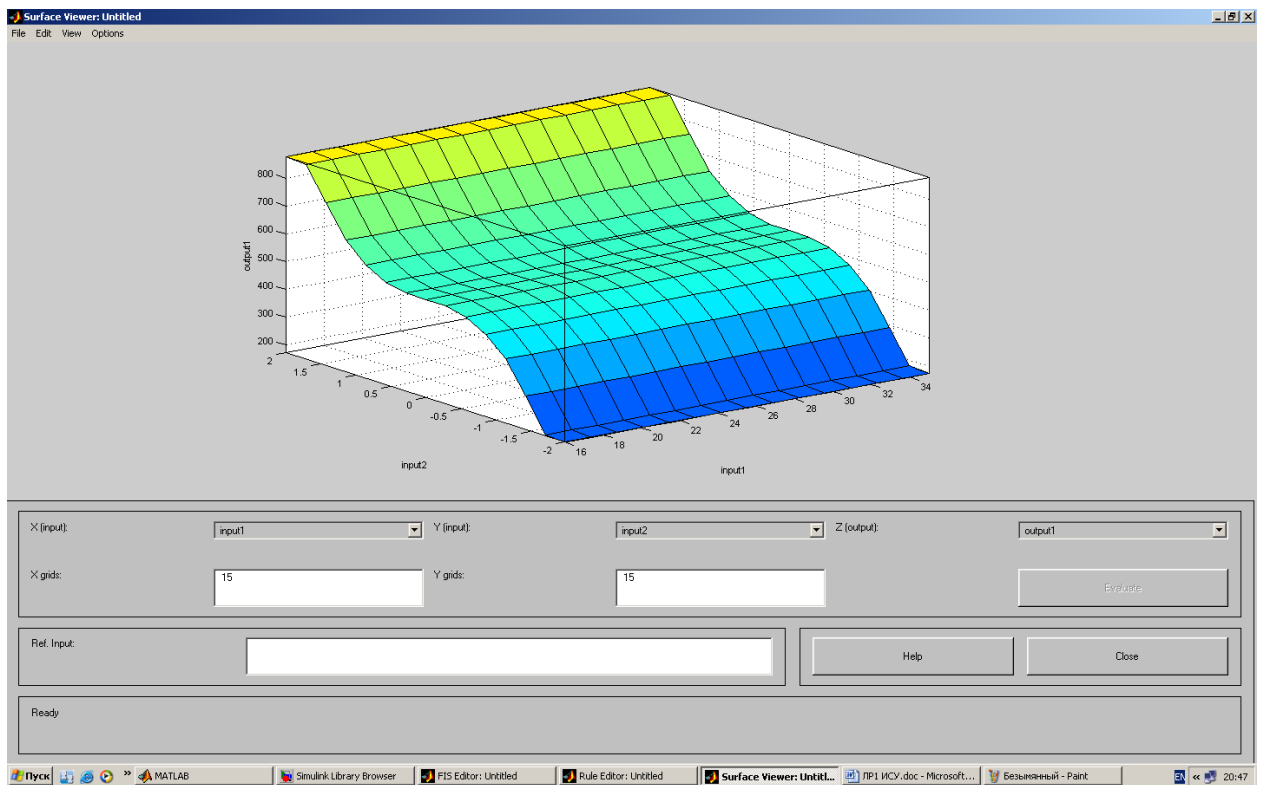 Surface Viewer: Untitled
File Edit View Options
800
700
600
500
400
300
200
output1
2
1.5
1
0.5
0
-0.5
-1
-1.5
-2
input2
16
18
20
22
24
26
28
30
32
34
input1
X (input):
input1
Y (input):
input2
Z (output):
output1
X grids:
15
Y grids:
15
Evaluate
Ref. Input:
Help
Close
Ready
Пуск
»
MATLAB
Simulink Library Browser
FIS Editor: Untitled
Rule Editor: Untitled
Surface Viewer: Untitl...
ПР1 ИСУ.doc - Microsoft...
Безымянный - Paint
EN
«
20:47